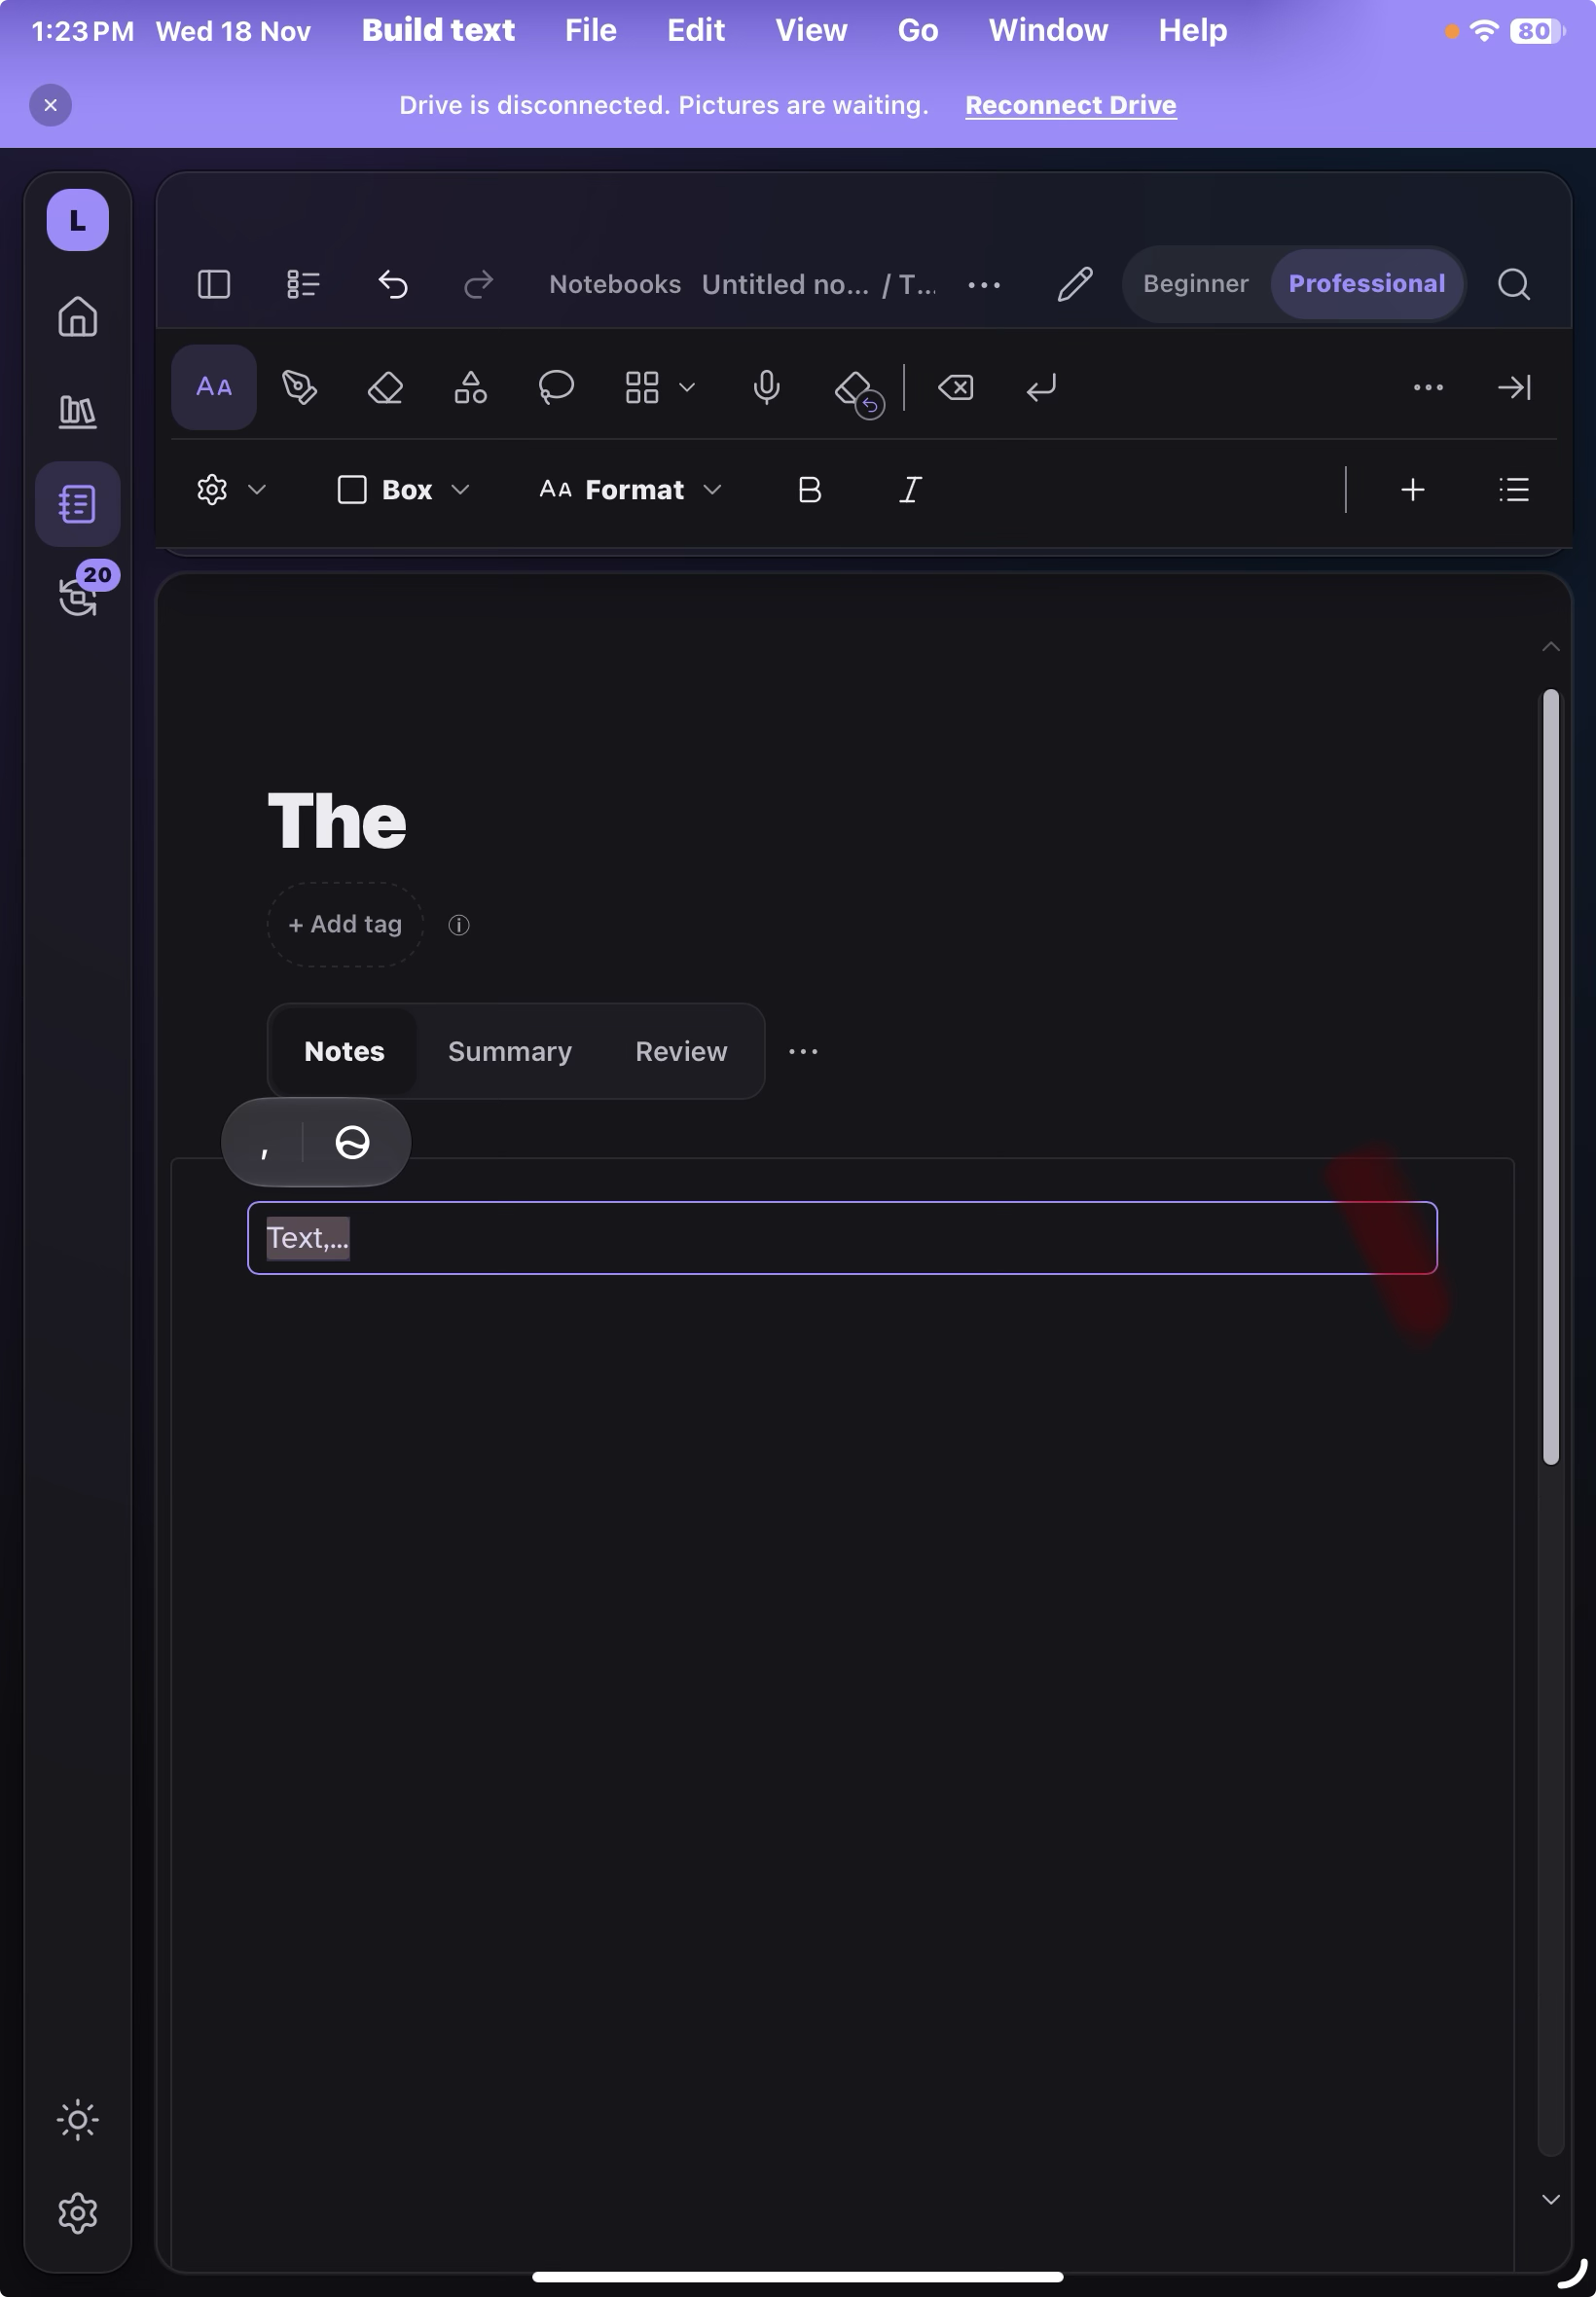 1:23 PM Wed 18 Nov Build text File Edit View Go Window Help 80
Drive is disconnected. Pictures are waiting. Reconnect Drive
L
Notebooks Untitled no... / T... Beginner Professional
AA
Box AA Format B I
20
The
+ Add tag
Notes Summary Review
,
Text,...